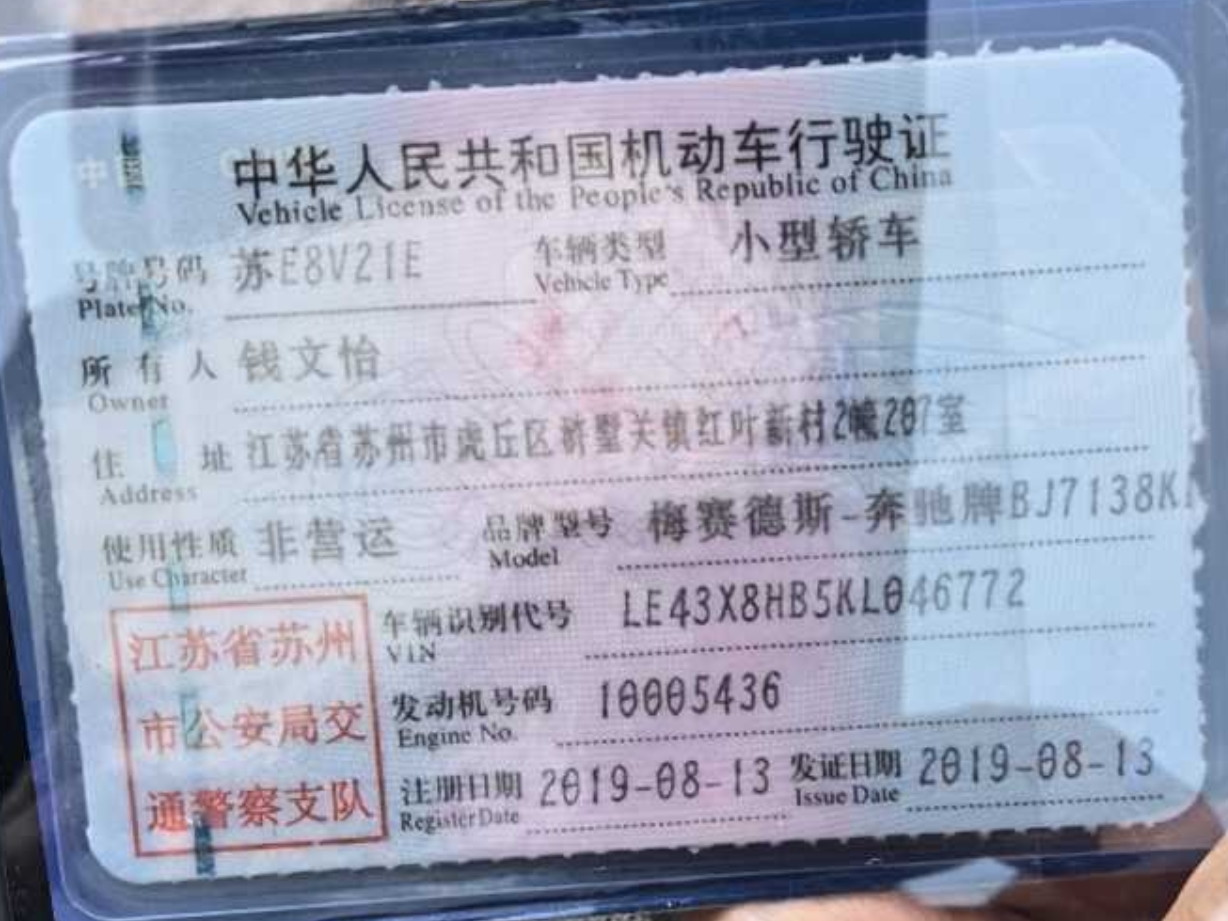 中华人民共和国机动车行驶证
Vehicle License of the People's Republic of China
号牌号码 苏E8V21E 车辆类型 小型轿车
Plate No. Vehicle Type
所有人 钱文怡
Owner
住址 江苏省苏州市虎丘区浒墅关镇红叶新村2幢207室
Address
使用性质 非营运 品牌型号 梅赛德斯-奔驰牌BJ7138K
Use Character Model
江苏省苏州
市公安局交
通警察支队
车辆识别代号 LE43X8HB5KL046772
VIN
发动机号码 10005436
Engine No.
注册日期 2019-08-13 发证日期 2019-08-13
Register Date Issue Date